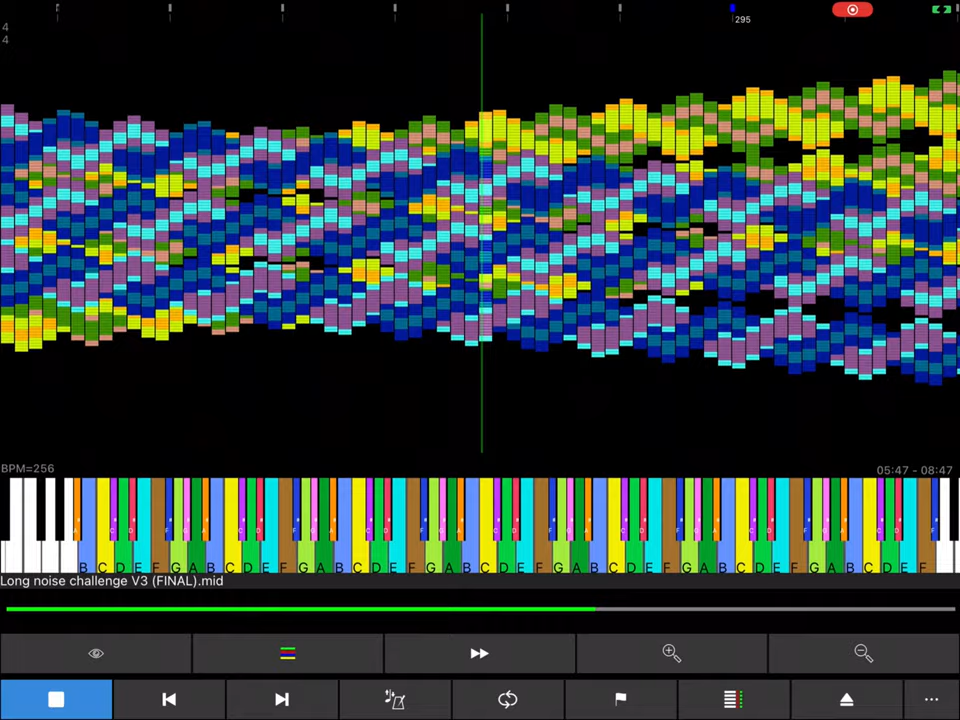 295
4
4
BPM=256
05:47 - 08:47
B C D E F G A B C D E F G A B C D E F G A B C D E F G A B C D E F G A B C D E F G A B C D E F
Long noise challenge V3 (FINAL).mid